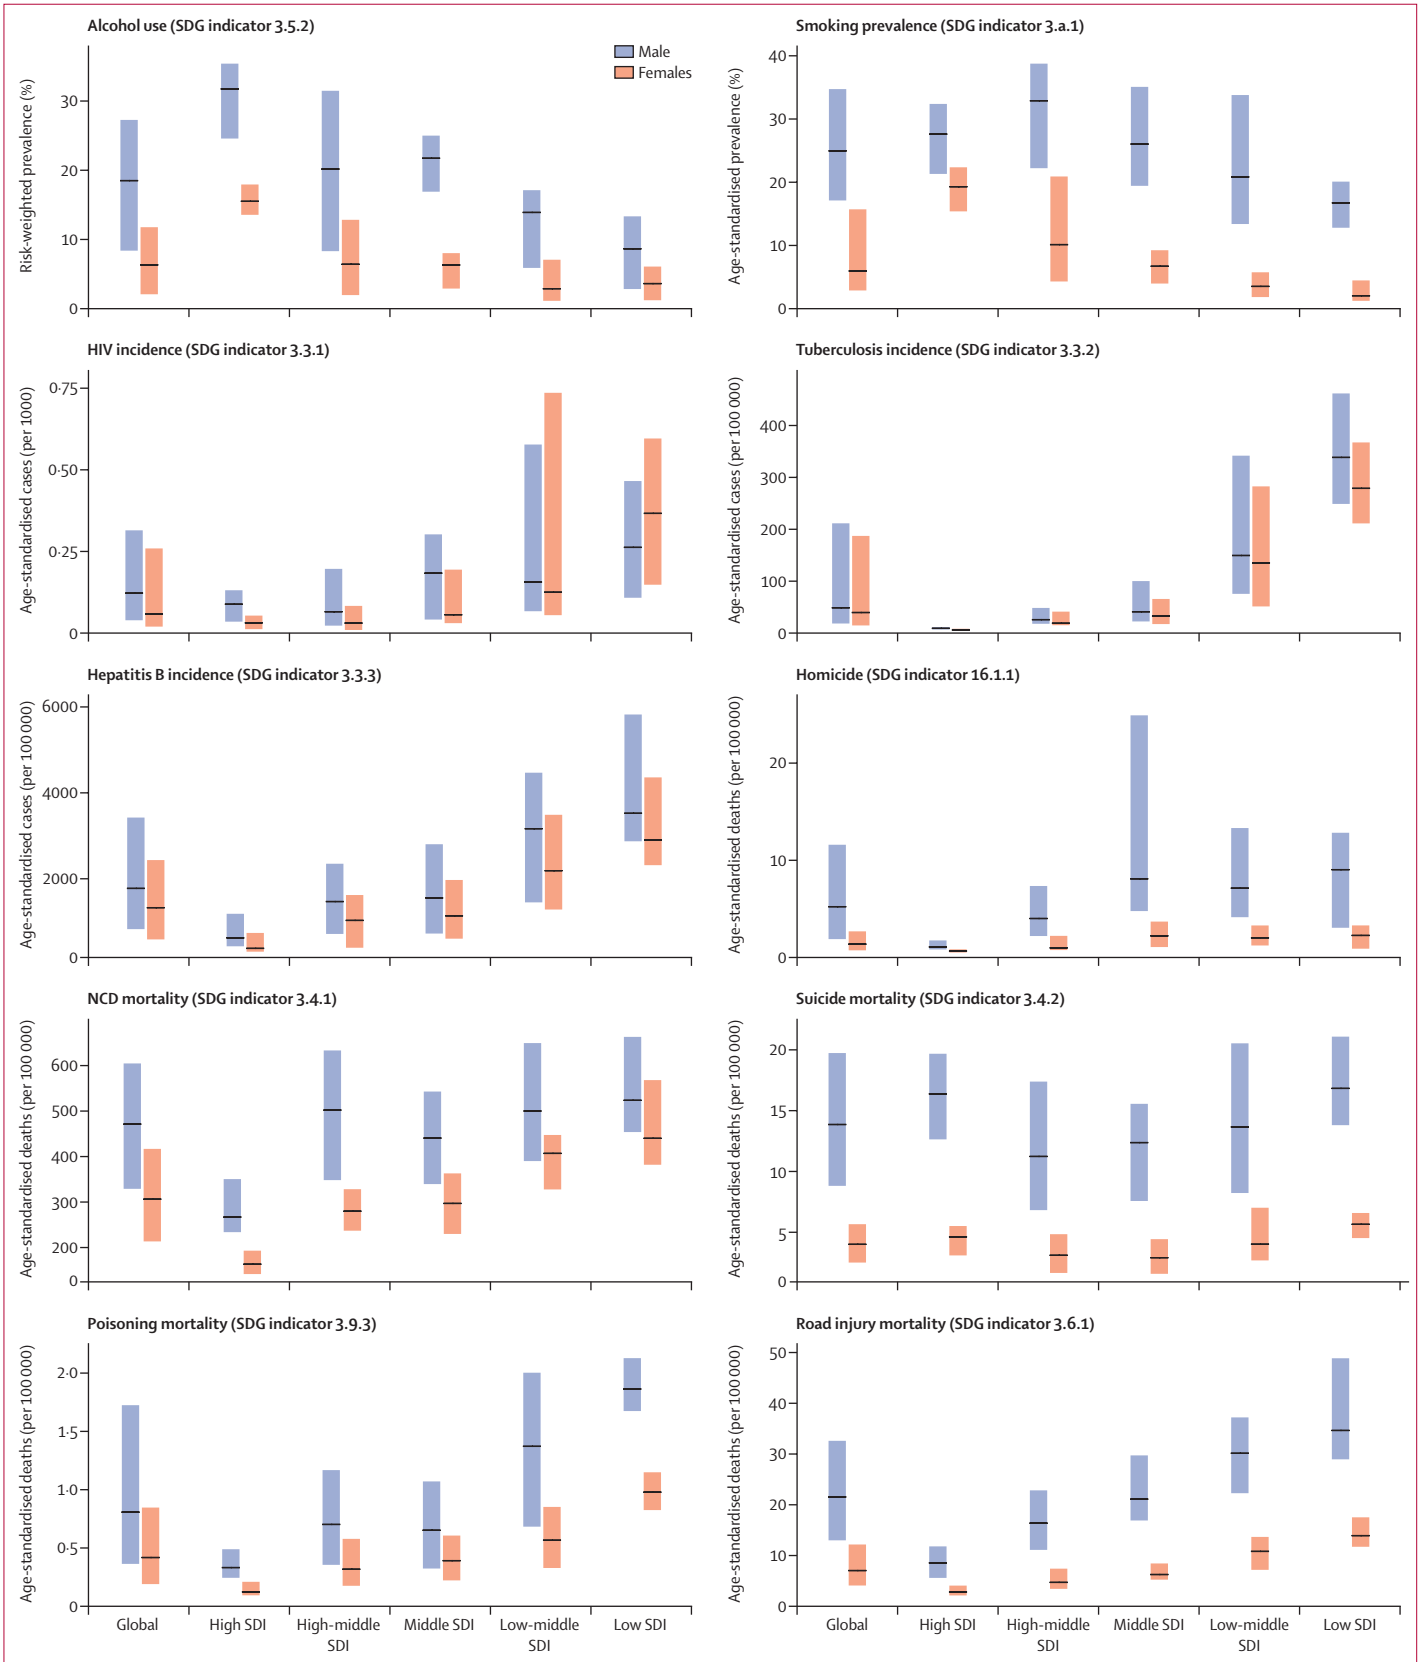 Alcohol use (SDG indicator 3.5.2)
Male
Females
Risk-weighted prevalence (%)
30
20
10
0
Smoking prevalence (SDG indicator 3.a.1)
Age-standardised prevalence (%)
40
30
20
10
0
HIV incidence (SDG indicator 3.3.1)
Age-standardised cases (per 1000)
0·75
0·50
0·25
0
Tuberculosis incidence (SDG indicator 3.3.2)
Age-standardised cases (per 100 000)
400
300
200
100
0
Hepatitis B incidence (SDG indicator 3.3.3)
Age-standardised cases (per 100 000)
6000
4000
2000
0
Homicide (SDG indicator 16.1.1)
Age-standardised deaths (per 100 000)
20
10
0
NCD mortality (SDG indicator 3.4.1)
Age-standardised deaths (per 100 000)
600
500
400
300
200
0
Suicide mortality (SDG indicator 3.4.2)
Age-standardised deaths (per 100 000)
20
15
10
5
0
Poisoning mortality (SDG indicator 3.9.3)
Age-standardised deaths (per 100 000)
2·0
1·5
1·0
0·5
0
Global
High SDI
High-middle
SDI
Middle SDI
Low-middle
SDI
Low SDI
Road injury mortality (SDG indicator 3.6.1)
Age-standardised deaths (per 100 000)
50
40
30
20
10
0
Global
High SDI
High-middle
SDI
Middle SDI
Low-middle
SDI
Low SDI